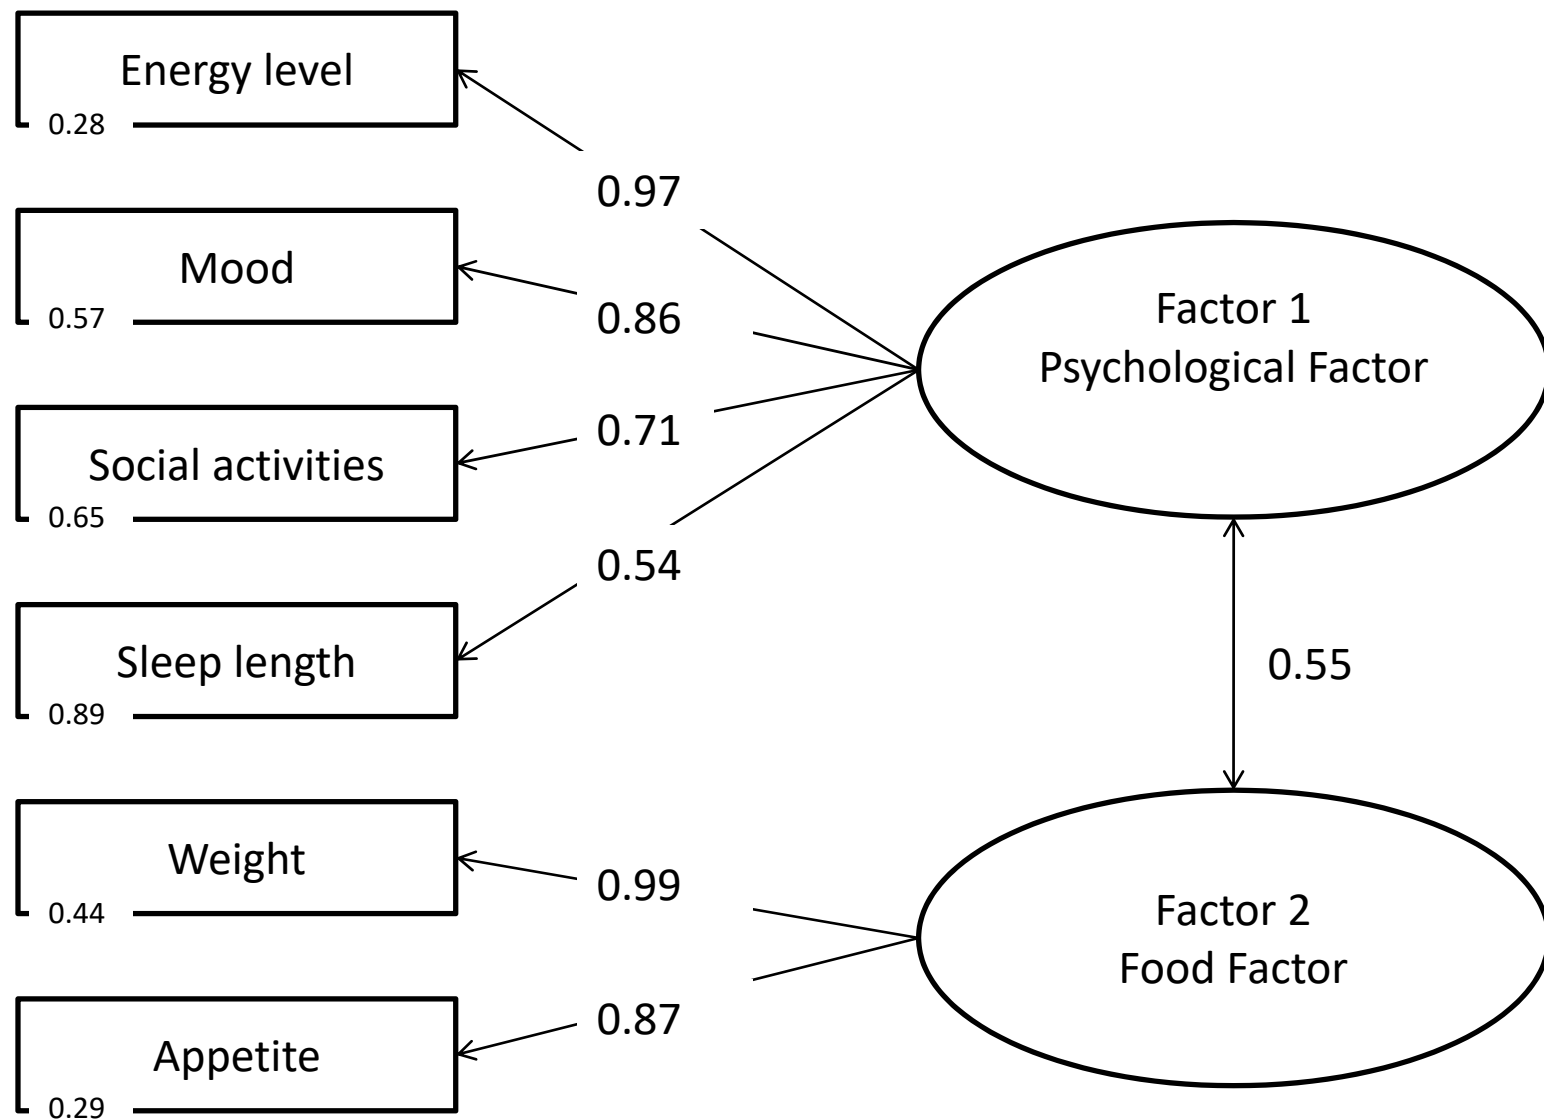 Energy level
0.28
0.97
Mood
0.57
0.86
Social activities
0.65
0.71
Sleep length
0.89
0.54
Weight
0.44
0.99
Appetite
0.29
0.87
Factor 1
Psychological Factor
0.55
Factor 2
Food Factor